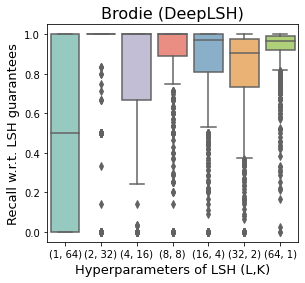 Brodie (DeepLSH)
Recall w.r.t. LSH guarantees
1.0
0.8
0.6
0.4
0.2
0.0
(1, 64) (2, 32) (4, 16) (8, 8) (16, 4) (32, 2) (64, 1)
Hyperparameters of LSH (L,K)